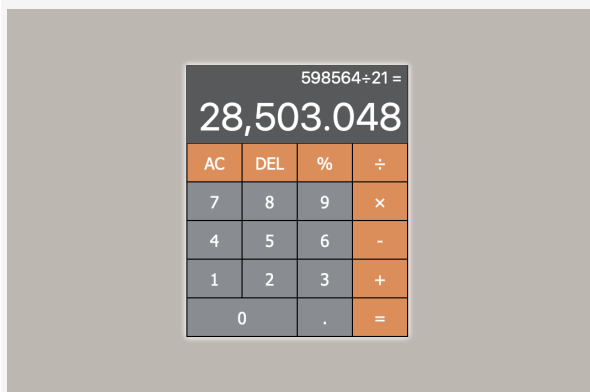 598564÷21 =
28,503.048
AC DEL % ÷
7 8 9 ×
4 5 6 -
1 2 3 +
0 . =